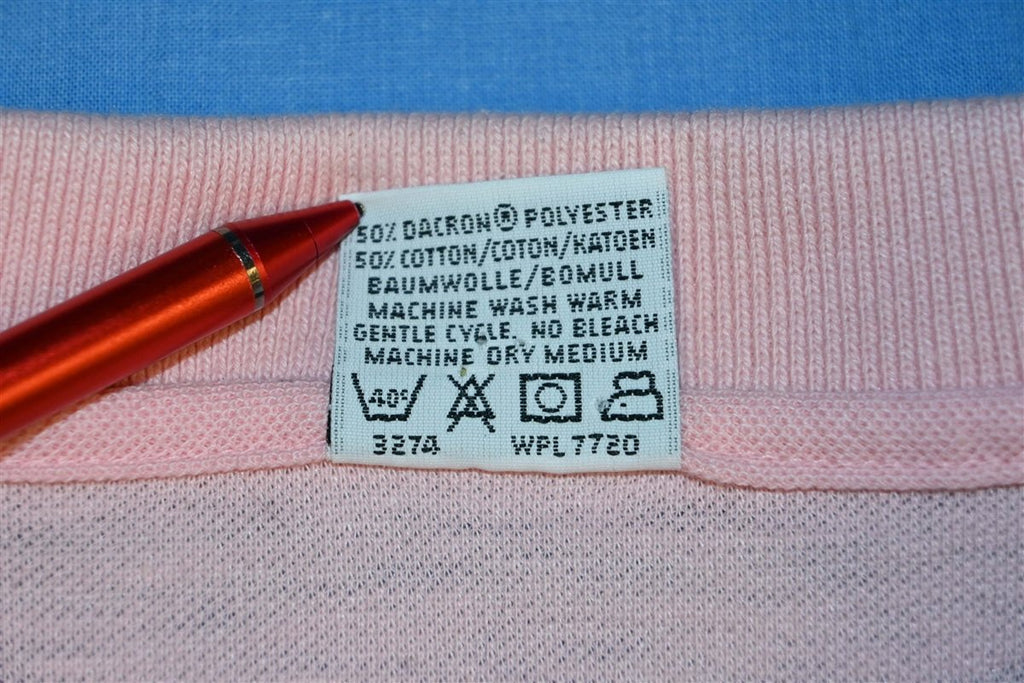 50% DACRON® POLYESTER
50% COTTON/COTON/KATOEN
BAUMWOLLE/BOMULL
MACHINE WASH WARM
GENTLE CYCLE. NO BLEACH
MACHINE DRY MEDIUM
40° A
3274 WPL 7720